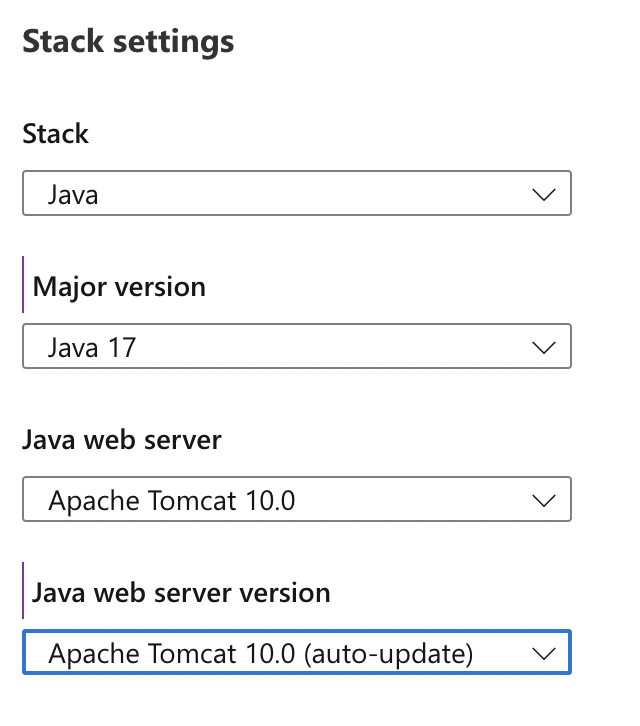 Stack settings
Stack
Java
Major version
Java 17
Java web server
Apache Tomcat 10.0
Java web server version
Apache Tomcat 10.0 (auto-update)